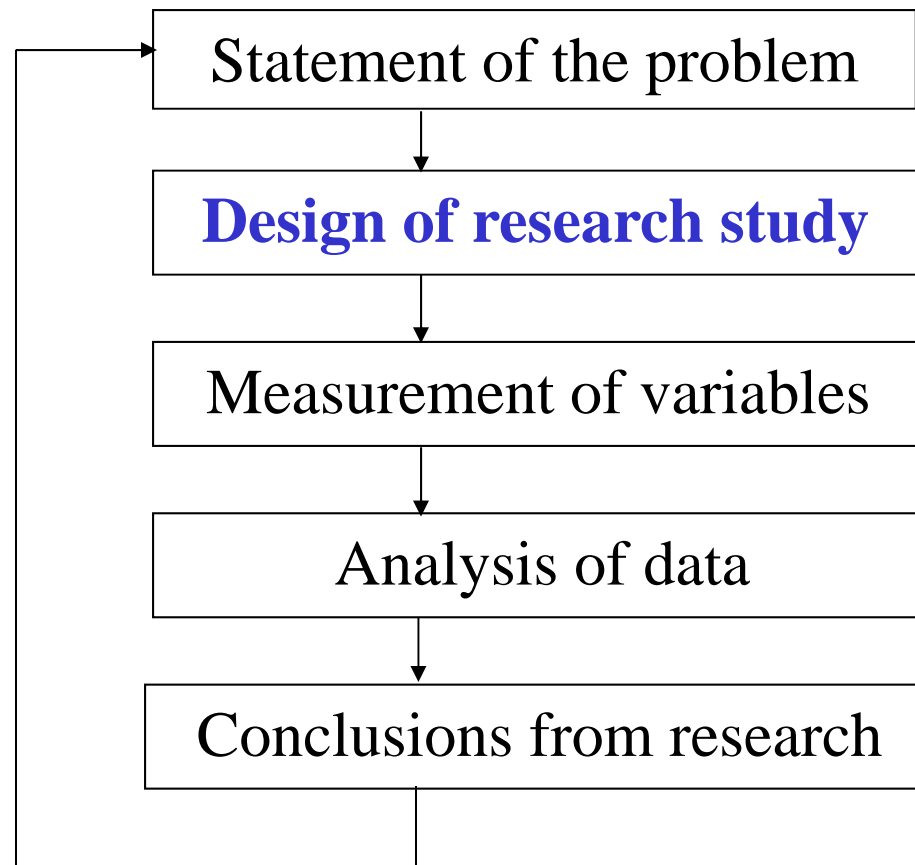 Statement of the problem
Design of research study
Measurement of variables
Analysis of data
Conclusions from research